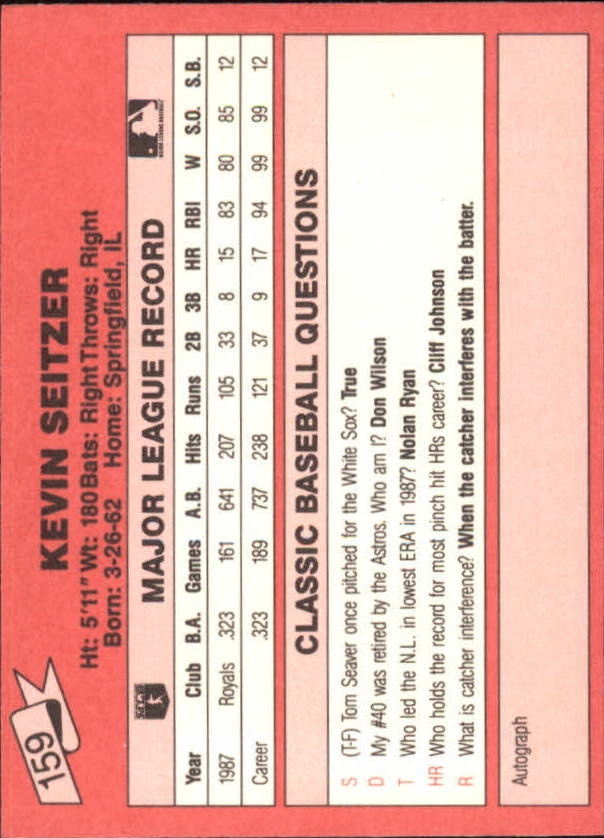 159
KEVIN SEITZER
Ht: 5'11" Wt: 180 Bats: Right Throws: Right
Born: 3-26-62 Home: Springfield, IL
MAJOR LEAGUE RECORD
Year Club B.A. Games A.B. Hits Runs 2B 3B HR RBI W S.O. S.B.
1987 Royals .323 161 641 207 105 33 8 15 83 80 85 12
Career .323 189 737 238 121 37 9 17 94 99 99 12
CLASSIC BASEBALL QUESTIONS
S (T-F) Tom Seaver once pitched for the White Sox? True
D My #40 was retired by the Astros. Who am I? Don Wilson
T Who led the N.L. in lowest ERA in 1987? Nolan Ryan
HR Who holds the record for most pinch hit HRs career? Cliff Johnson
R What is catcher interference? When the catcher interferes with the batter.
Autograph